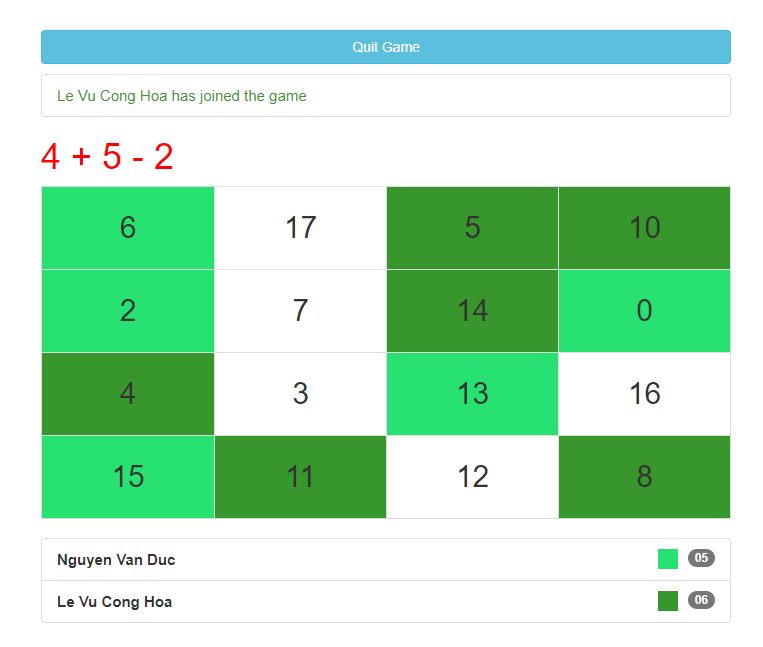 Quit Game
Le Vu Cong Hoa has joined the game
4 + 5 - 2
6 17 5 10
2 7 14 0
4 3 13 16
15 11 12 8
Nguyen Van Duc 05
Le Vu Cong Hoa 06